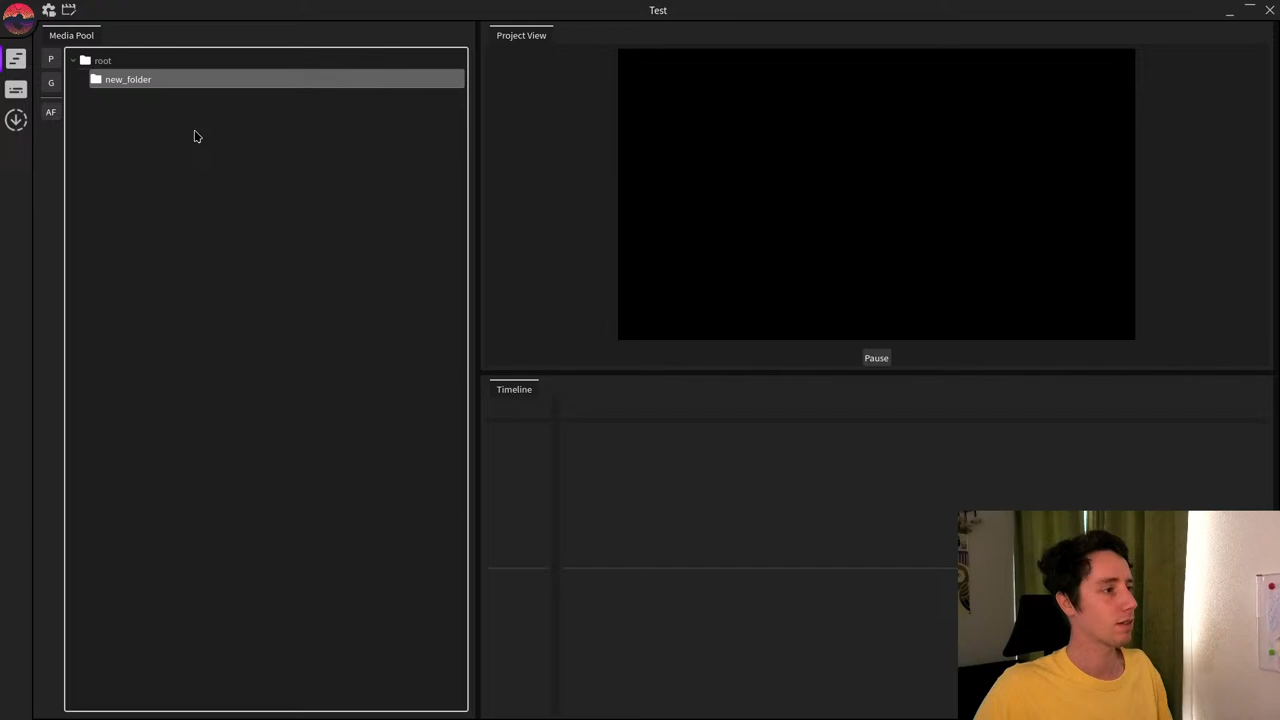 Test
Media Pool
P
G
AF
root
new_folder
Project View
Pause
Timeline